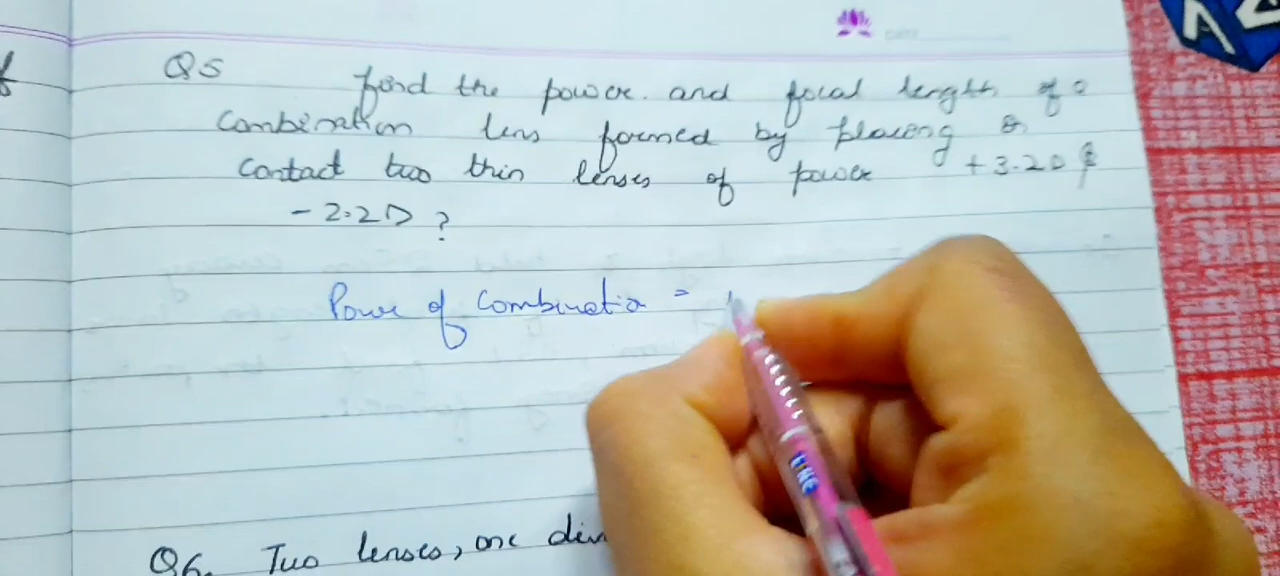 Q5 find the power. and focal length of a
combination lens formed by placing in
contact two thin lenses of power +3.2D &
- 2.2D ?
Power of combinatio =
Q6. Two lenses, one